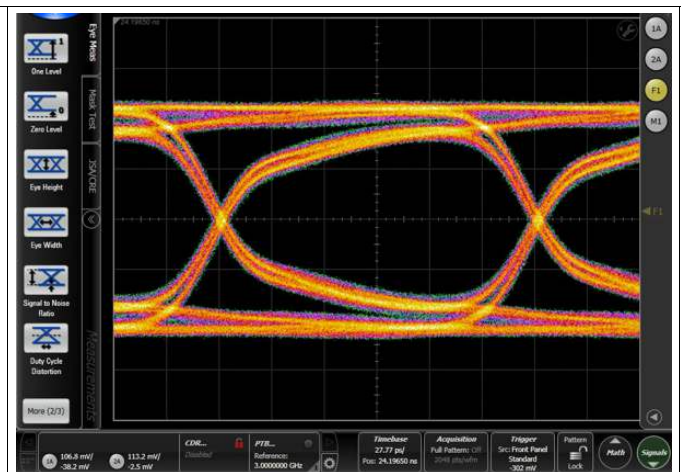 24.19650 ns
Eye Meas
Mask Test
JSA/CRE
Measurements
One Level
Zero Level
Eye Height
Eye Width
Signal to Noise
Ratio
Duty Cycle
Distortion
More (2/3)
1A
2A
F1
M1
F1
1A
106.8 mV/
-38.2 mV
2A
113.2 mV/
-2.5 mV
CDR...
Disabled
PTB...
Reference:
3.0000000 GHz
Timebase
27.77 ps/
Pos: 24.19650 ns
Acquisition
Full Pattern: Off
2048 pts/wfm
Trigger
Src: Front Panel
Standard
-302 mV
Pattern
Lock
Math
Signals